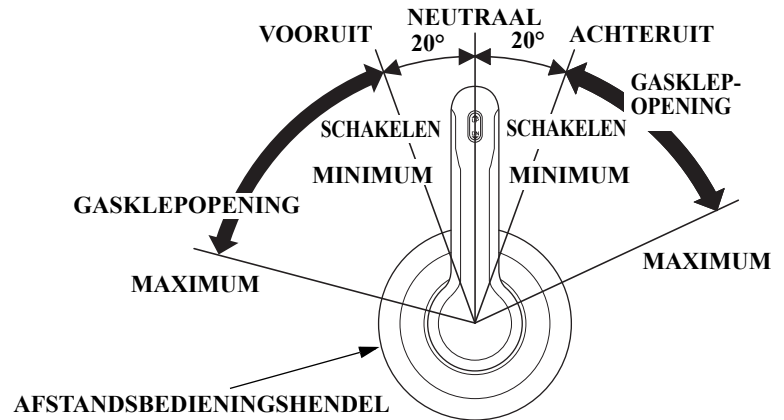 NEUTRAAL
VOORUIT
20°
20°
ACHTERUIT
GASKLEP-
OPENING
SCHAKELEN
SCHAKELEN
MINIMUM
MINIMUM
GASKLEPOPENING
MAXIMUM
MAXIMUM
AFSTANDSBEDIENINGSHENDEL